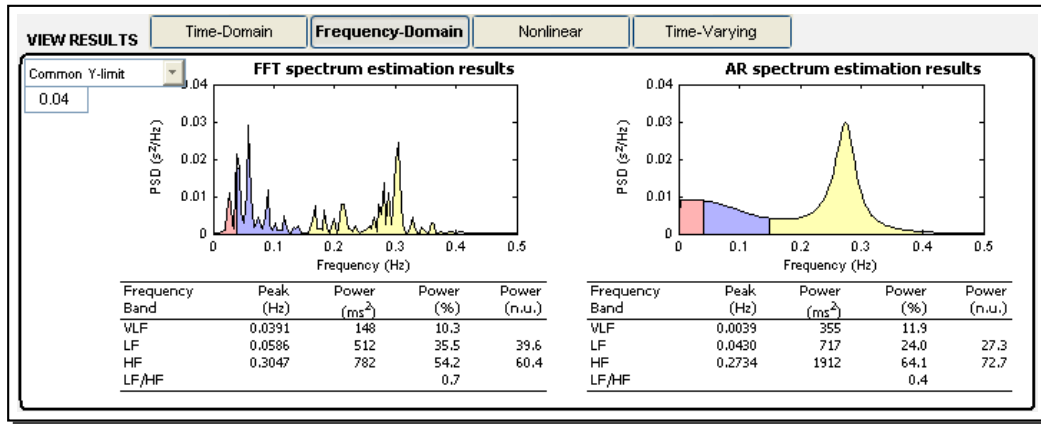 VIEW RESULTS
Time-Domain Frequency-Domain Nonlinear Time-Varying
Common Y-limit
0.04
FFT spectrum estimation results
0.04
0.03
0.02
0.01
0
PSD (s²/Hz)
0 0.1 0.2 0.3 0.4 0.5
Frequency (Hz)
Frequency Band Peak (Hz) Power (ms²) Power (%) Power (n.u.)
VLF 0.0391 148 10.3
LF 0.0586 512 35.5 39.6
HF 0.3047 782 54.2 60.4
LF/HF 0.7
AR spectrum estimation results
0.04
0.03
0.02
0.01
0
PSD (s²/Hz)
0 0.1 0.2 0.3 0.4 0.5
Frequency (Hz)
Frequency Band Peak (Hz) Power (ms²) Power (%) Power (n.u.)
VLF 0.0039 355 11.9
LF 0.0430 717 24.0 27.3
HF 0.2734 1912 64.1 72.7
LF/HF 0.4